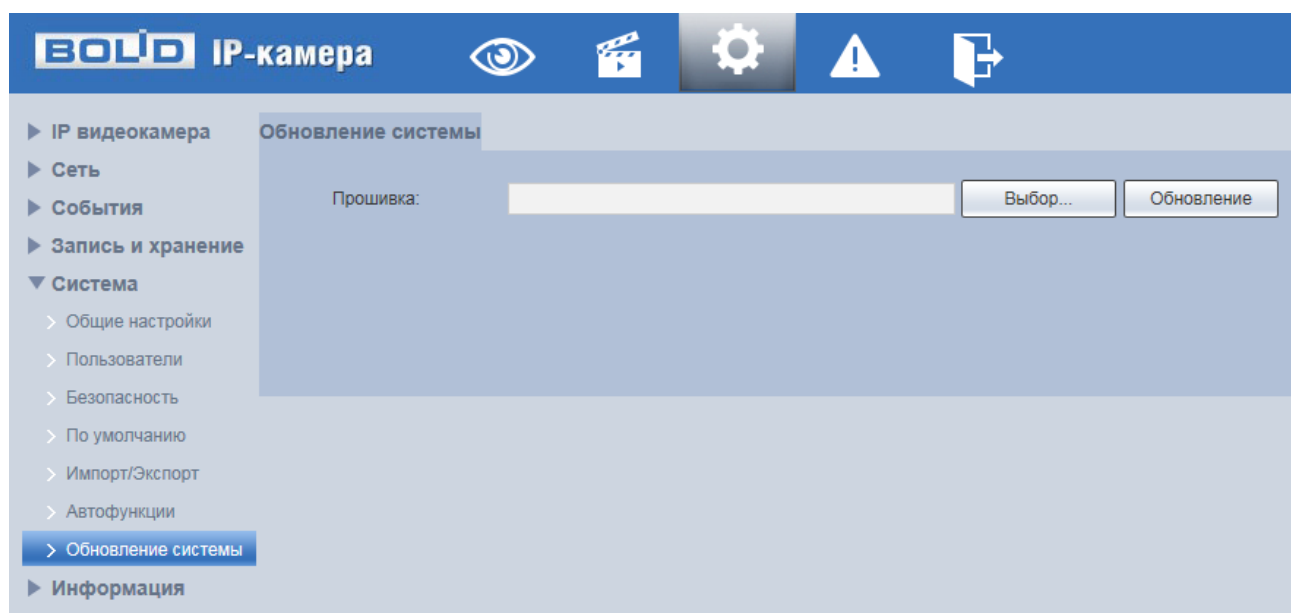 BOLID IP-камера
IP видеокамера
Сеть
События
Запись и хранение
Система
Общие настройки
Пользователи
Безопасность
По умолчанию
Импорт/Экспорт
Автофункции
Обновление системы
Информация
Обновление системы
Прошивка: Выбор... Обновление